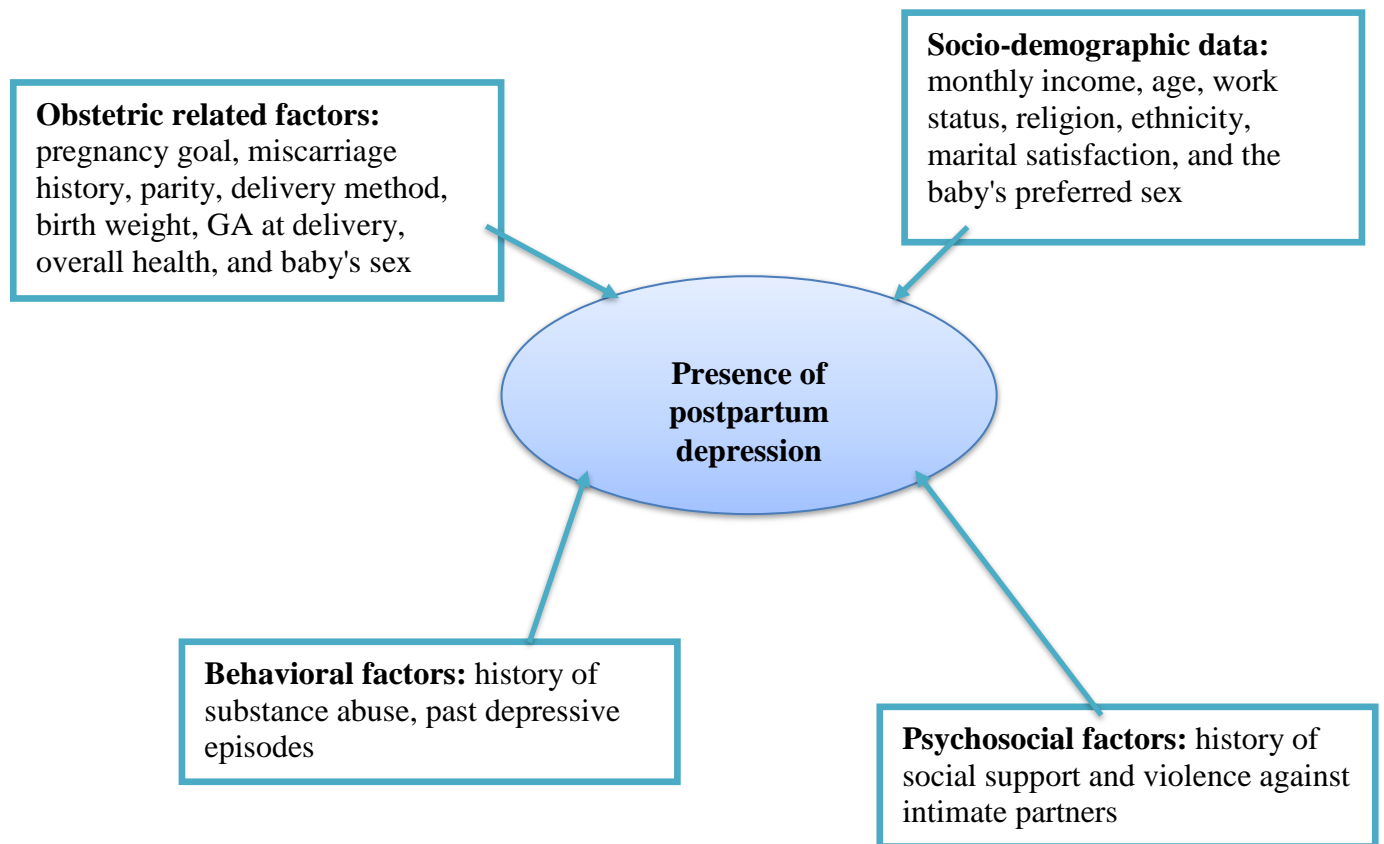 Obstetric related factors:
pregnancy goal, miscarriage
history, parity, delivery method,
birth weight, GA at delivery,
overall health, and baby's sex
Socio-demographic data:
monthly income, age, work
status, religion, ethnicity,
marital satisfaction, and the
baby's preferred sex
Presence of
postpartum
depression
Behavioral factors: history of
substance abuse, past depressive
episodes
Psychosocial factors: history of
social support and violence against
intimate partners